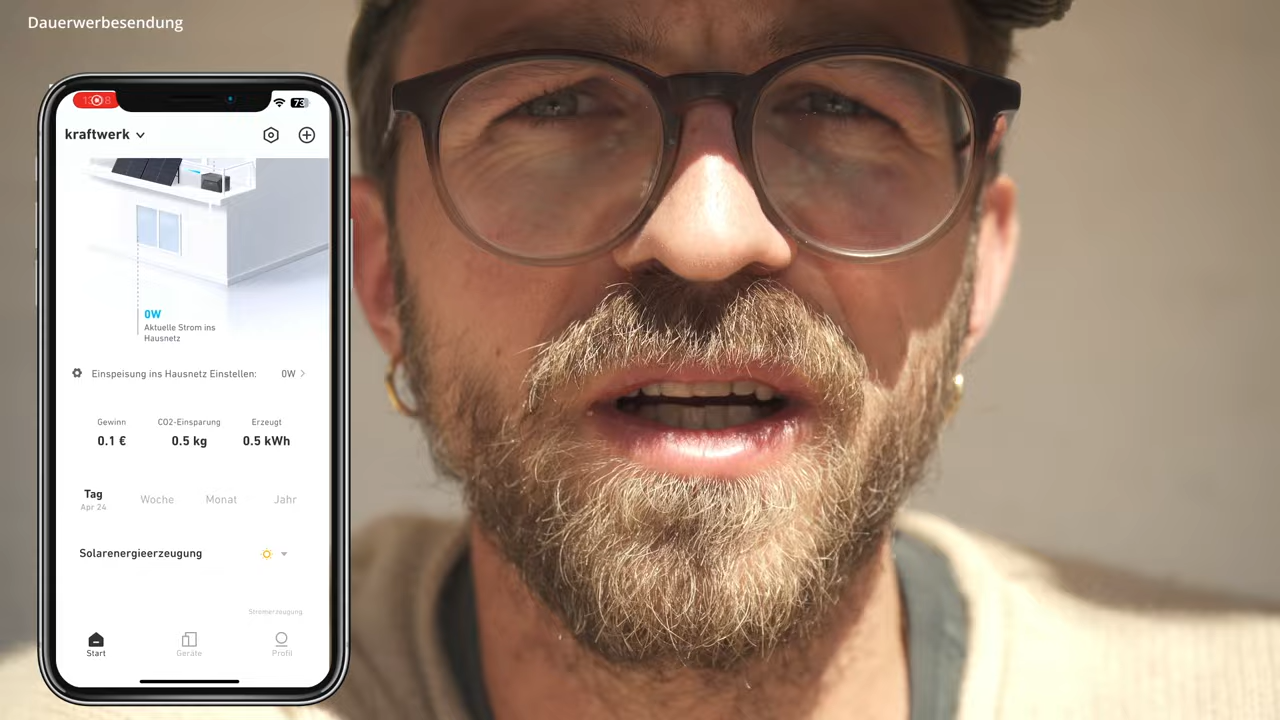 Dauerwerbesendung
73
kraftwerk
0W
Aktuelle Strom ins
Hausnetz
Einspeisung ins Hausnetz Einstellen: 0W
Gewinn CO2-Einsparung Erzeugt
0.1 € 0.5 kg 0.5 kWh
Tag Woche Monat Jahr
Apr 24
Solarenergieerzeugung
Stromerzeugung
Start Geräte Profil